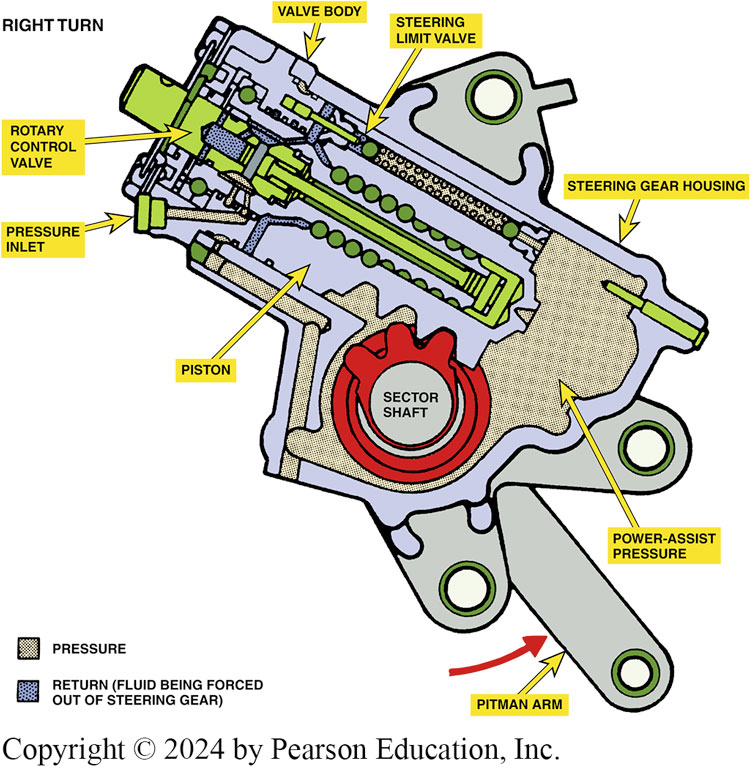 RIGHT TURN
VALVE BODY
STEERING
LIMIT VALVE
ROTARY
CONTROL
VALVE
STEERING GEAR HOUSING
PRESSURE
INLET
PISTON
SECTOR
SHAFT
POWER-ASSIST
PRESSURE
PRESSURE
RETURN (FLUID BEING FORCED
OUT OF STEERING GEAR)
PITMAN ARM
Copyright © 2024 by Pearson Education, Inc.